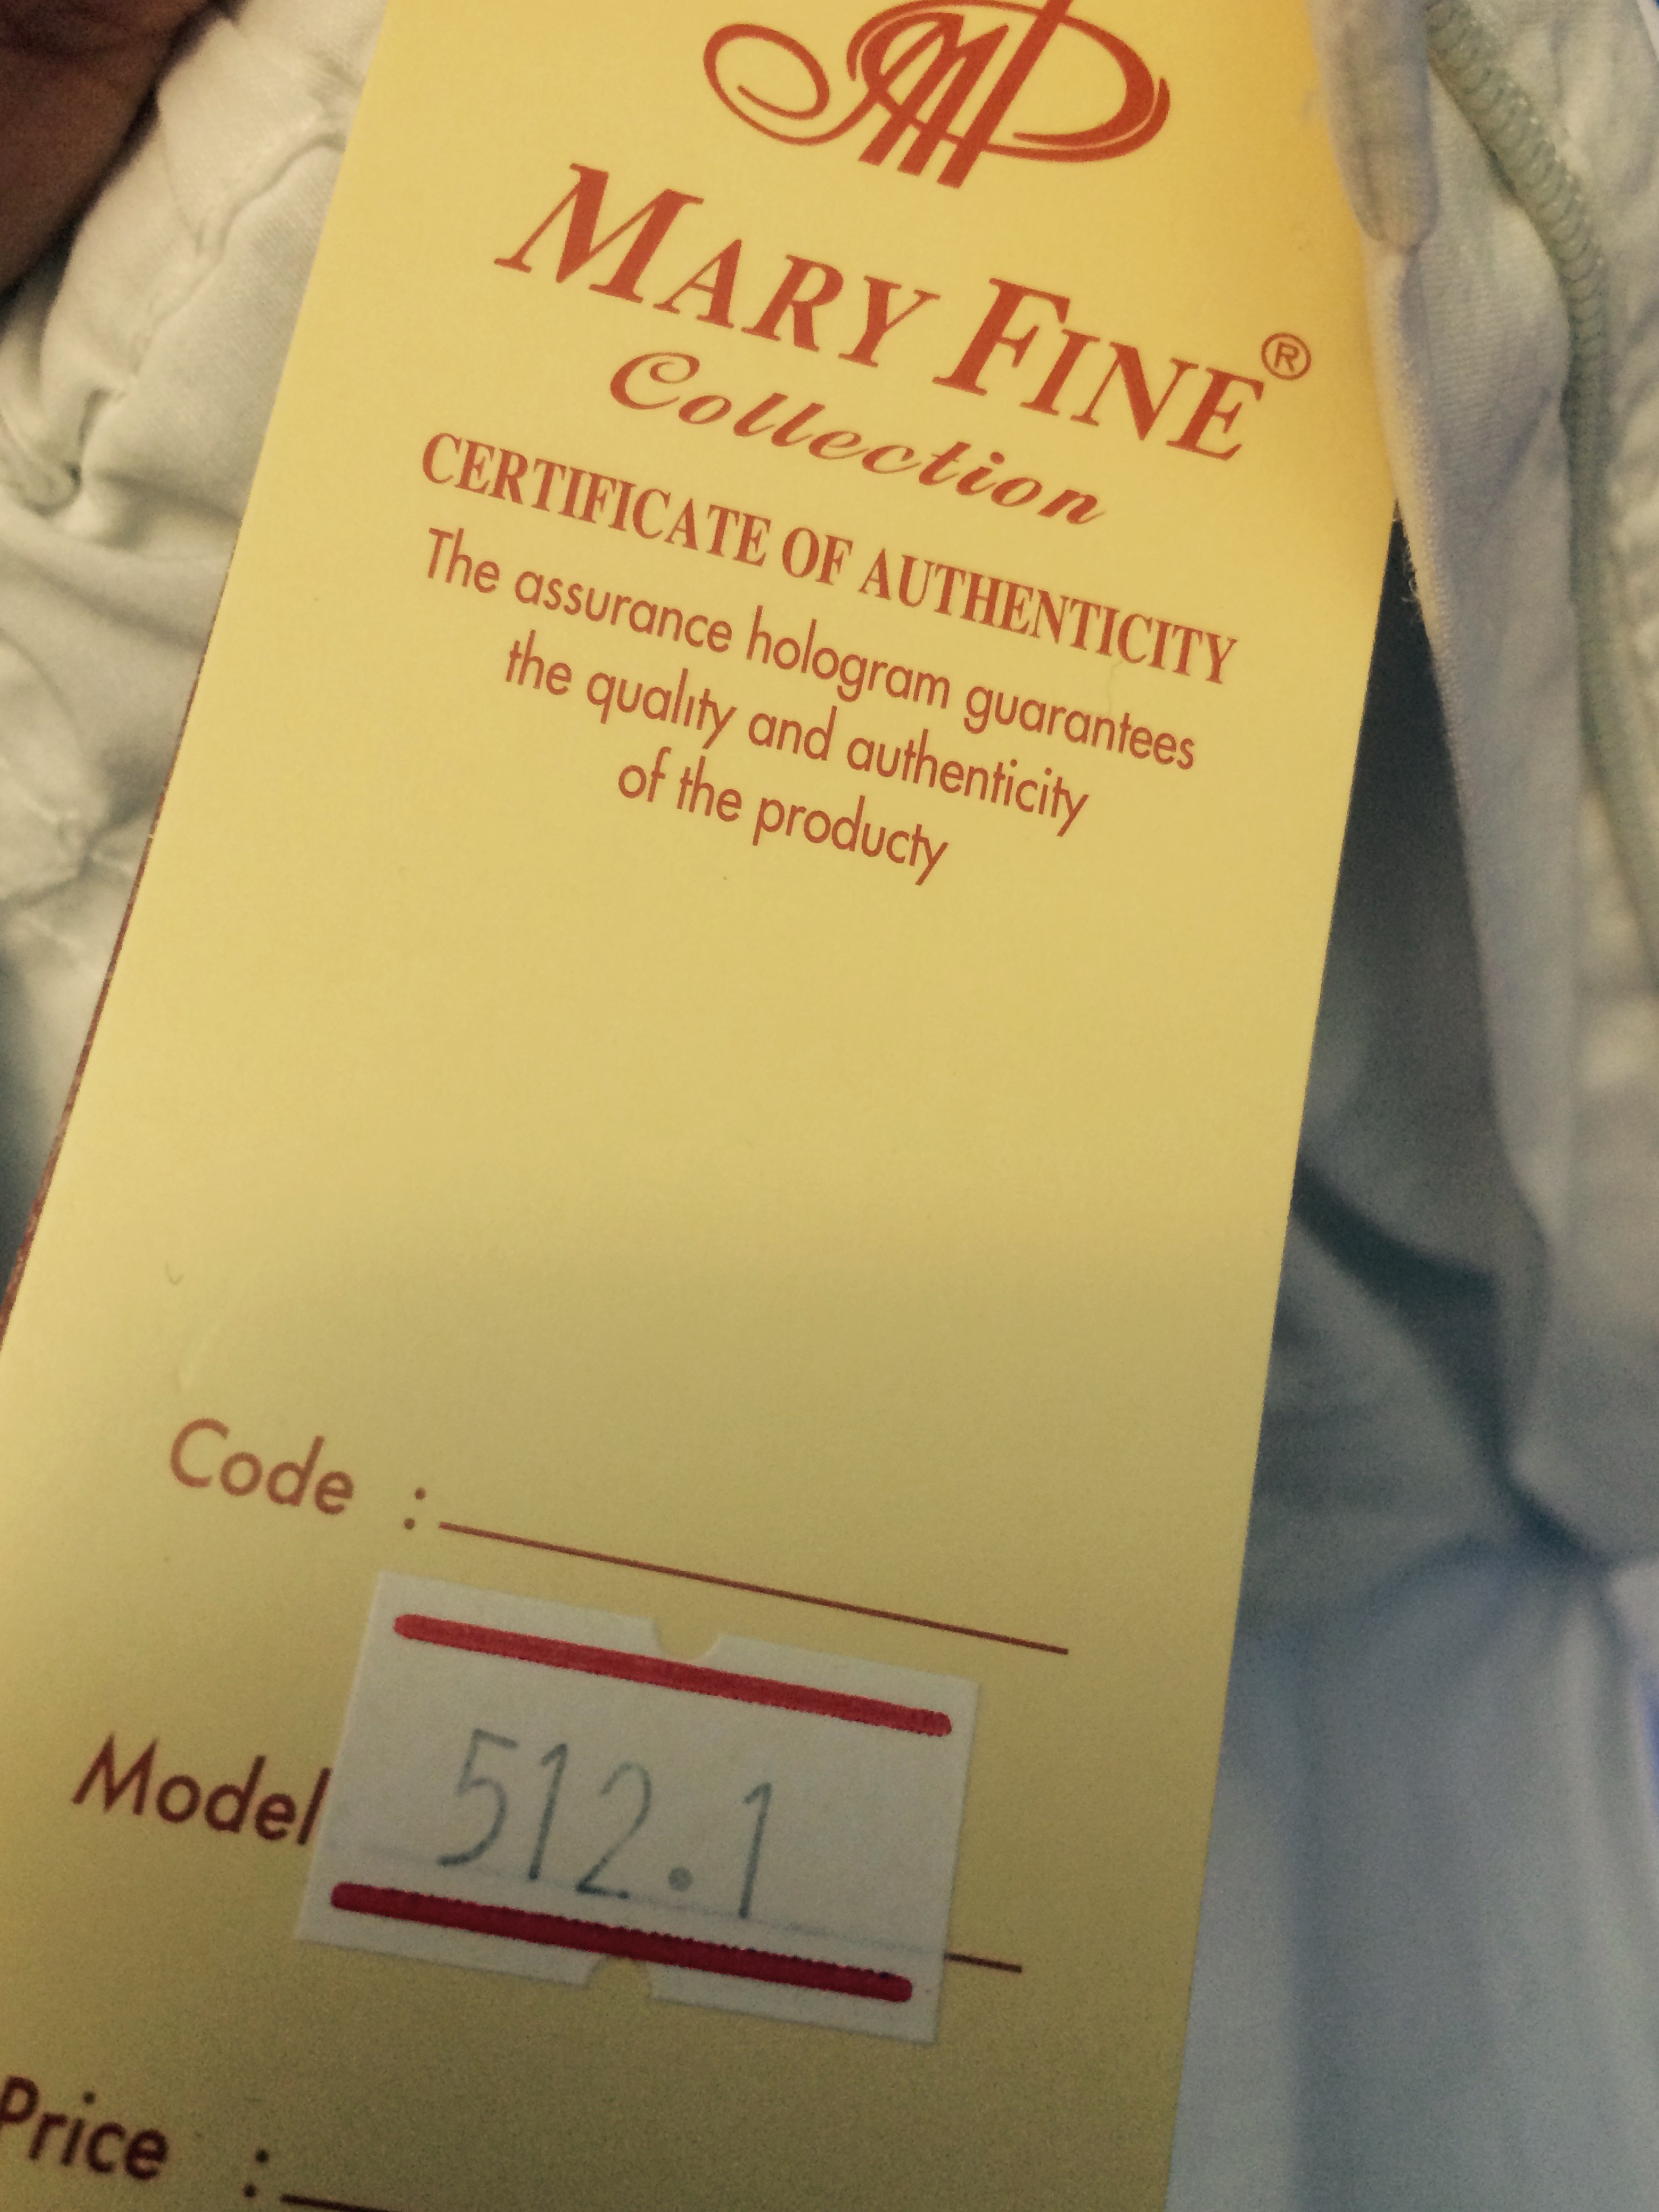 MARY FINE®
Collection
CERTIFICATE OF AUTHENTICITY
The assurance hologram guarantees
the quality and authenticity
of the producty
Code :
Model 512.1
Price :